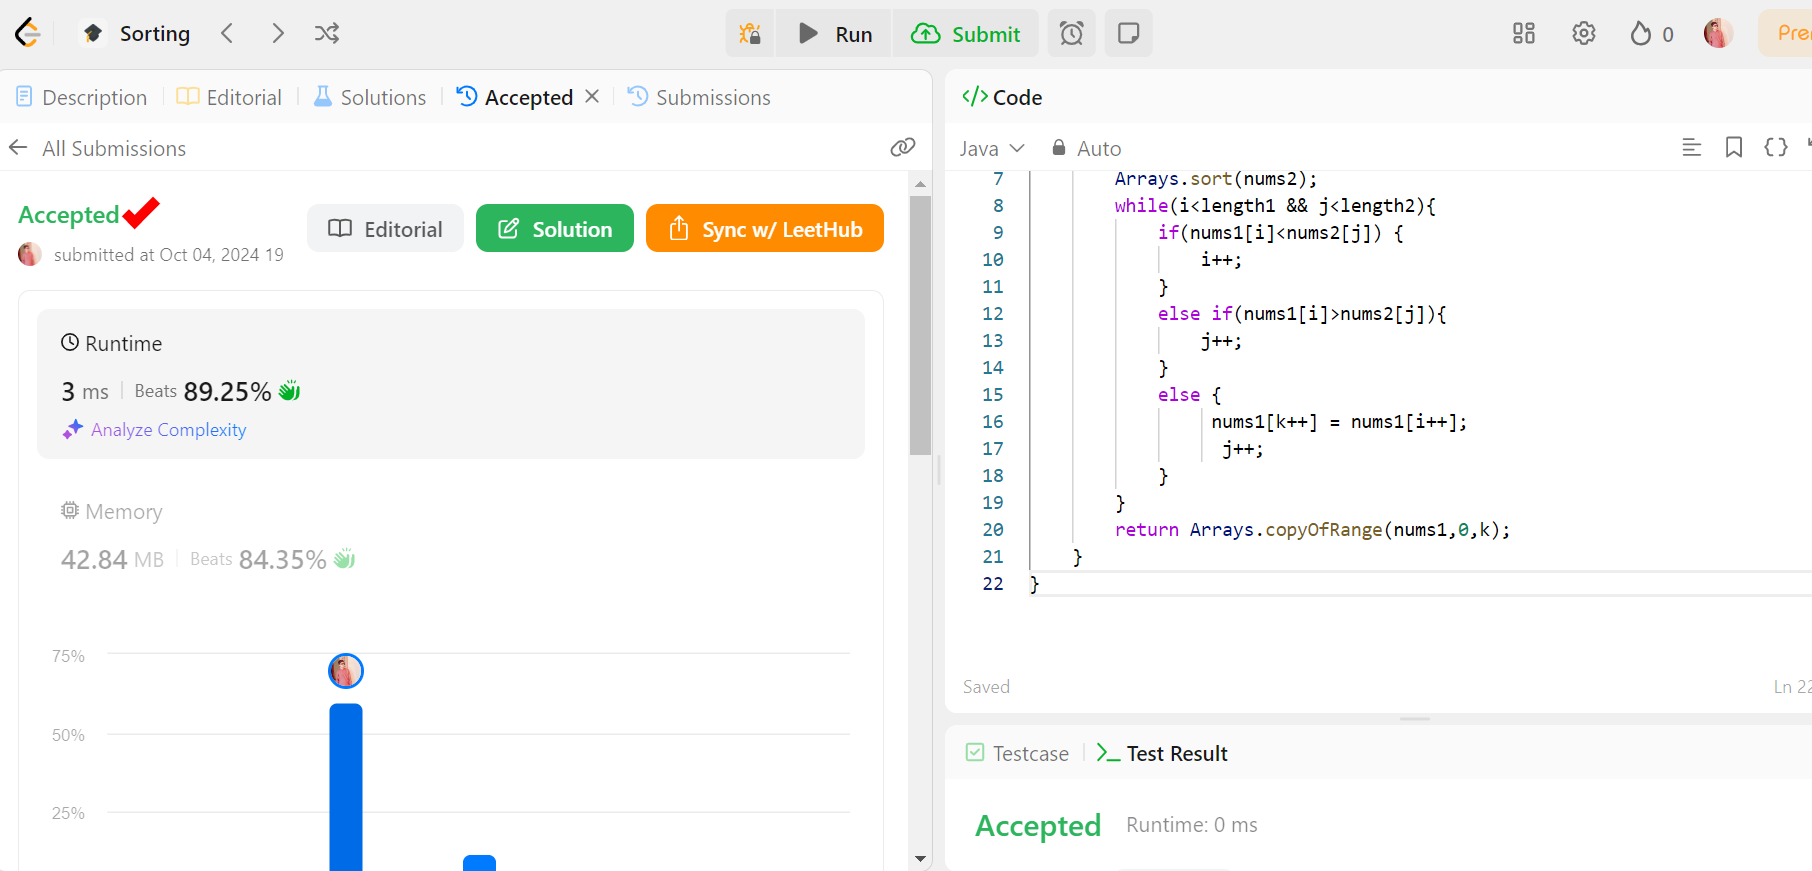 Sorting
Run
Submit
0
Description
Editorial
Solutions
Accepted
Submissions
All Submissions
Accepted
submitted at Oct 04, 2024 19
Editorial
Solution
Sync w/ LeetHub
Runtime
3 ms
Beats 89.25%
Analyze Complexity
Memory
42.84 MB
Beats 84.35%
75%
50%
25%
Code
Java
Auto
7 Arrays.sort(nums2);
8 while(i<length1 && j<length2){
9 if(nums1[i]<nums2[j]) {
10 i++;
11 }
12 else if(nums1[i]>nums2[j]){
13 j++;
14 }
15 else {
16 nums1[k++] = nums1[i++];
17 j++;
18 }
19 }
20 return Arrays.copyOfRange(nums1,0,k);
21 }
22 }
Saved
Ln 22
Testcase
Test Result
Accepted
Runtime: 0 ms